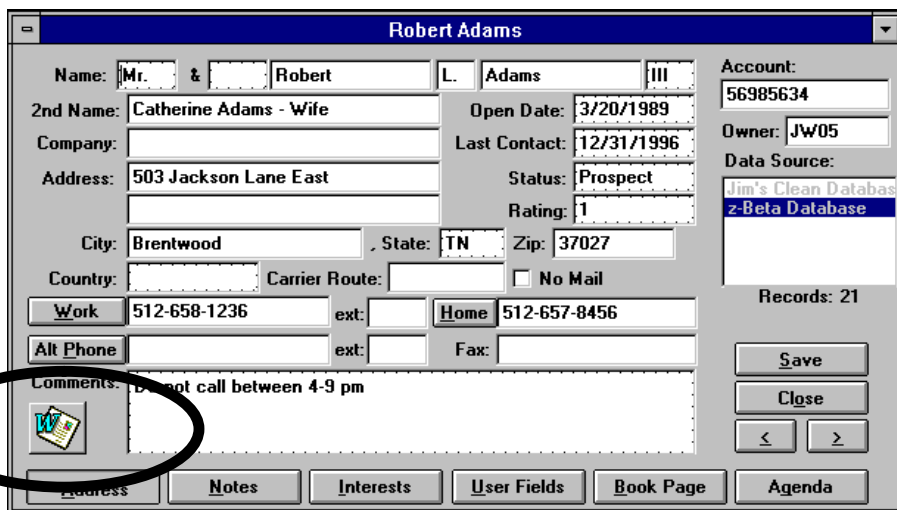 Robert Adams
Name: Mr. & Robert L. Adams III
Account:
56985634
2nd Name: Catherine Adams - Wife Open Date: 3/20/1989
Owner: JW05
Company: Last Contact: 12/31/1996
Data Source:
Address: 503 Jackson Lane East Status: Prospect
Jim's Clean Databas
z-Beta Database
Rating: 1
City: Brentwood , State: TN Zip: 37027
Country: Carrier Route: No Mail
Records: 21
Work 512-658-1236 ext: Home 512-657-8456
Alt Phone ext: Fax:
Save
Comments: Do not call between 4-9 pm
Close
W
< >
Address Notes Interests User Fields Book Page Agenda